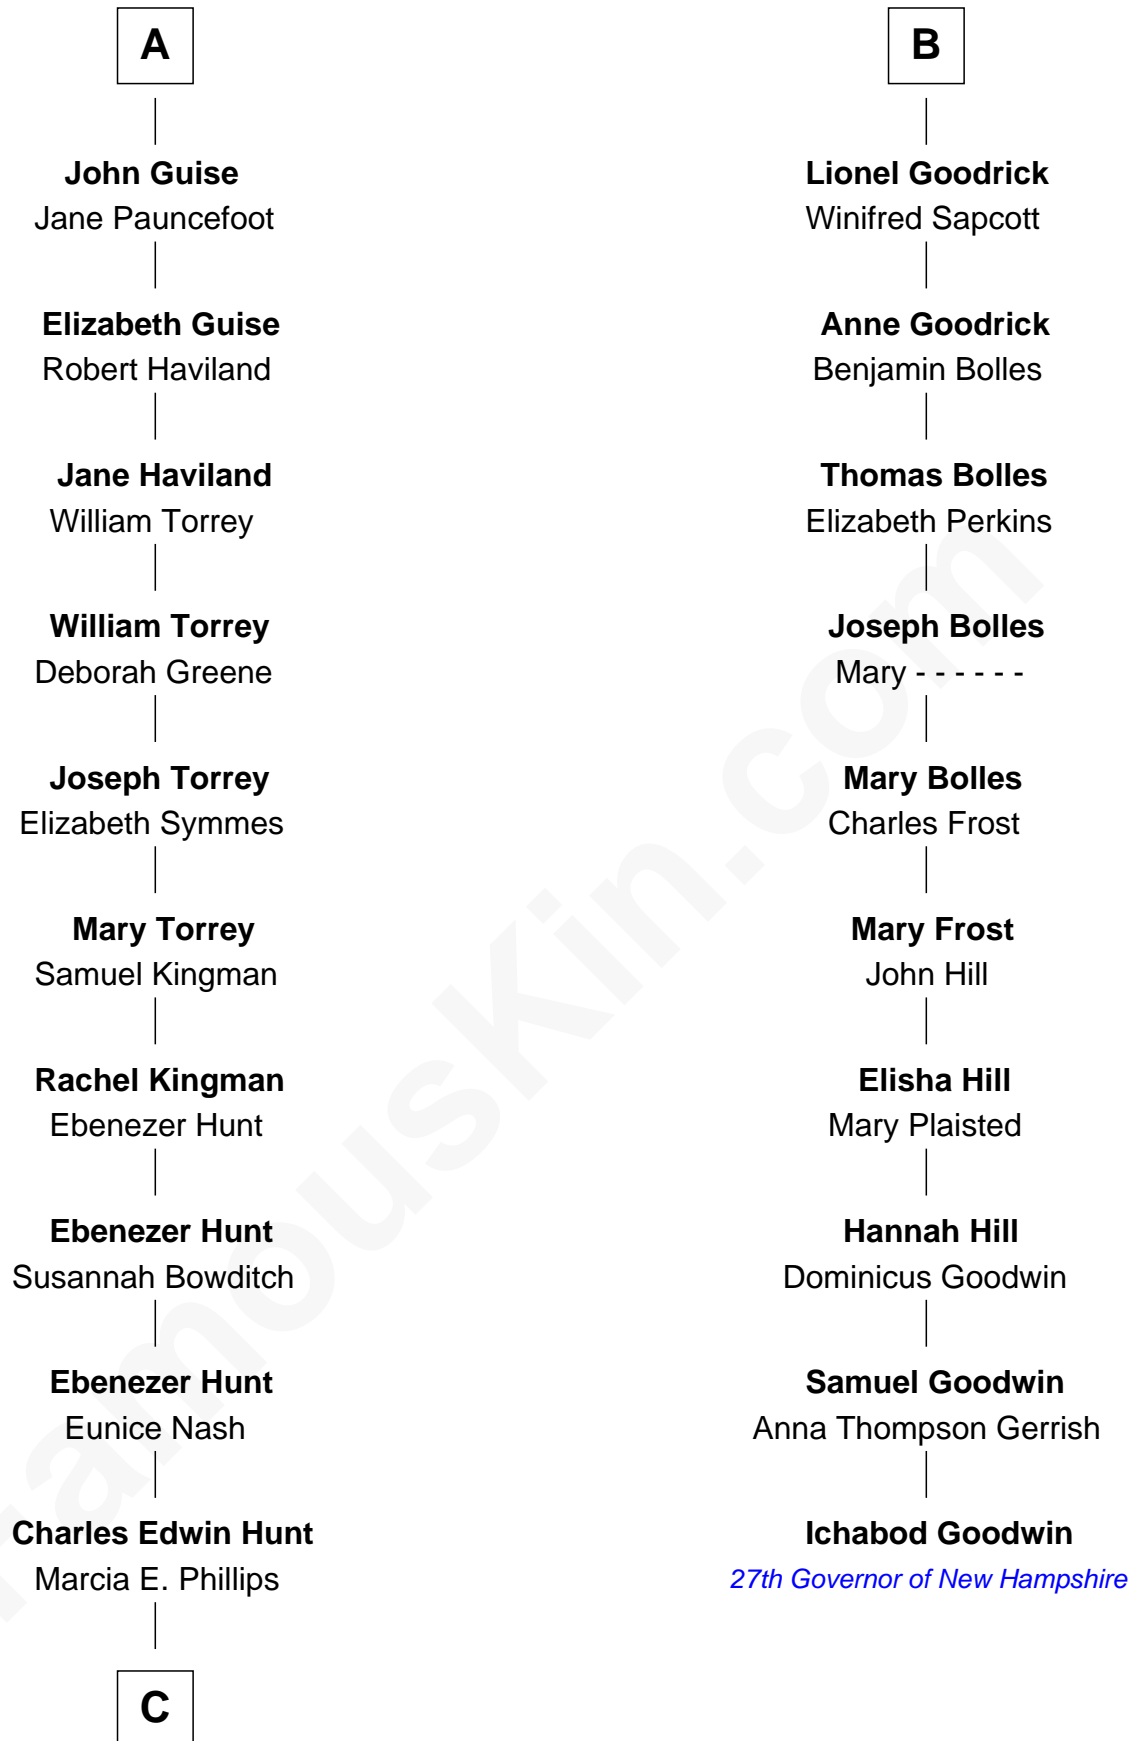 A
John Guise
Jane Pauncefoot
Elizabeth Guise
Robert Haviland
Jane Haviland
William Torrey
William Torrey
Deborah Greene
Joseph Torrey
Elizabeth Symmes
Mary Torrey
Samuel Kingman
Rachel Kingman
Ebenezer Hunt
Ebenezer Hunt
Susannah Bowditch
Ebenezer Hunt
Eunice Nash
Charles Edwin Hunt
Marcia E. Phillips
C
B
Lionel Goodrick
Winifred Sapcott
Anne Goodrick
Benjamin Bolles
Thomas Bolles
Elizabeth Perkins
Joseph Bolles
Mary - - - - - -
Mary Bolles
Charles Frost
Mary Frost
John Hill
Elisha Hill
Mary Plaisted
Hannah Hill
Dominicus Goodwin
Samuel Goodwin
Anna Thompson Gerrish
Ichabod Goodwin
27th Governor of New Hampshire
FamousKin.com